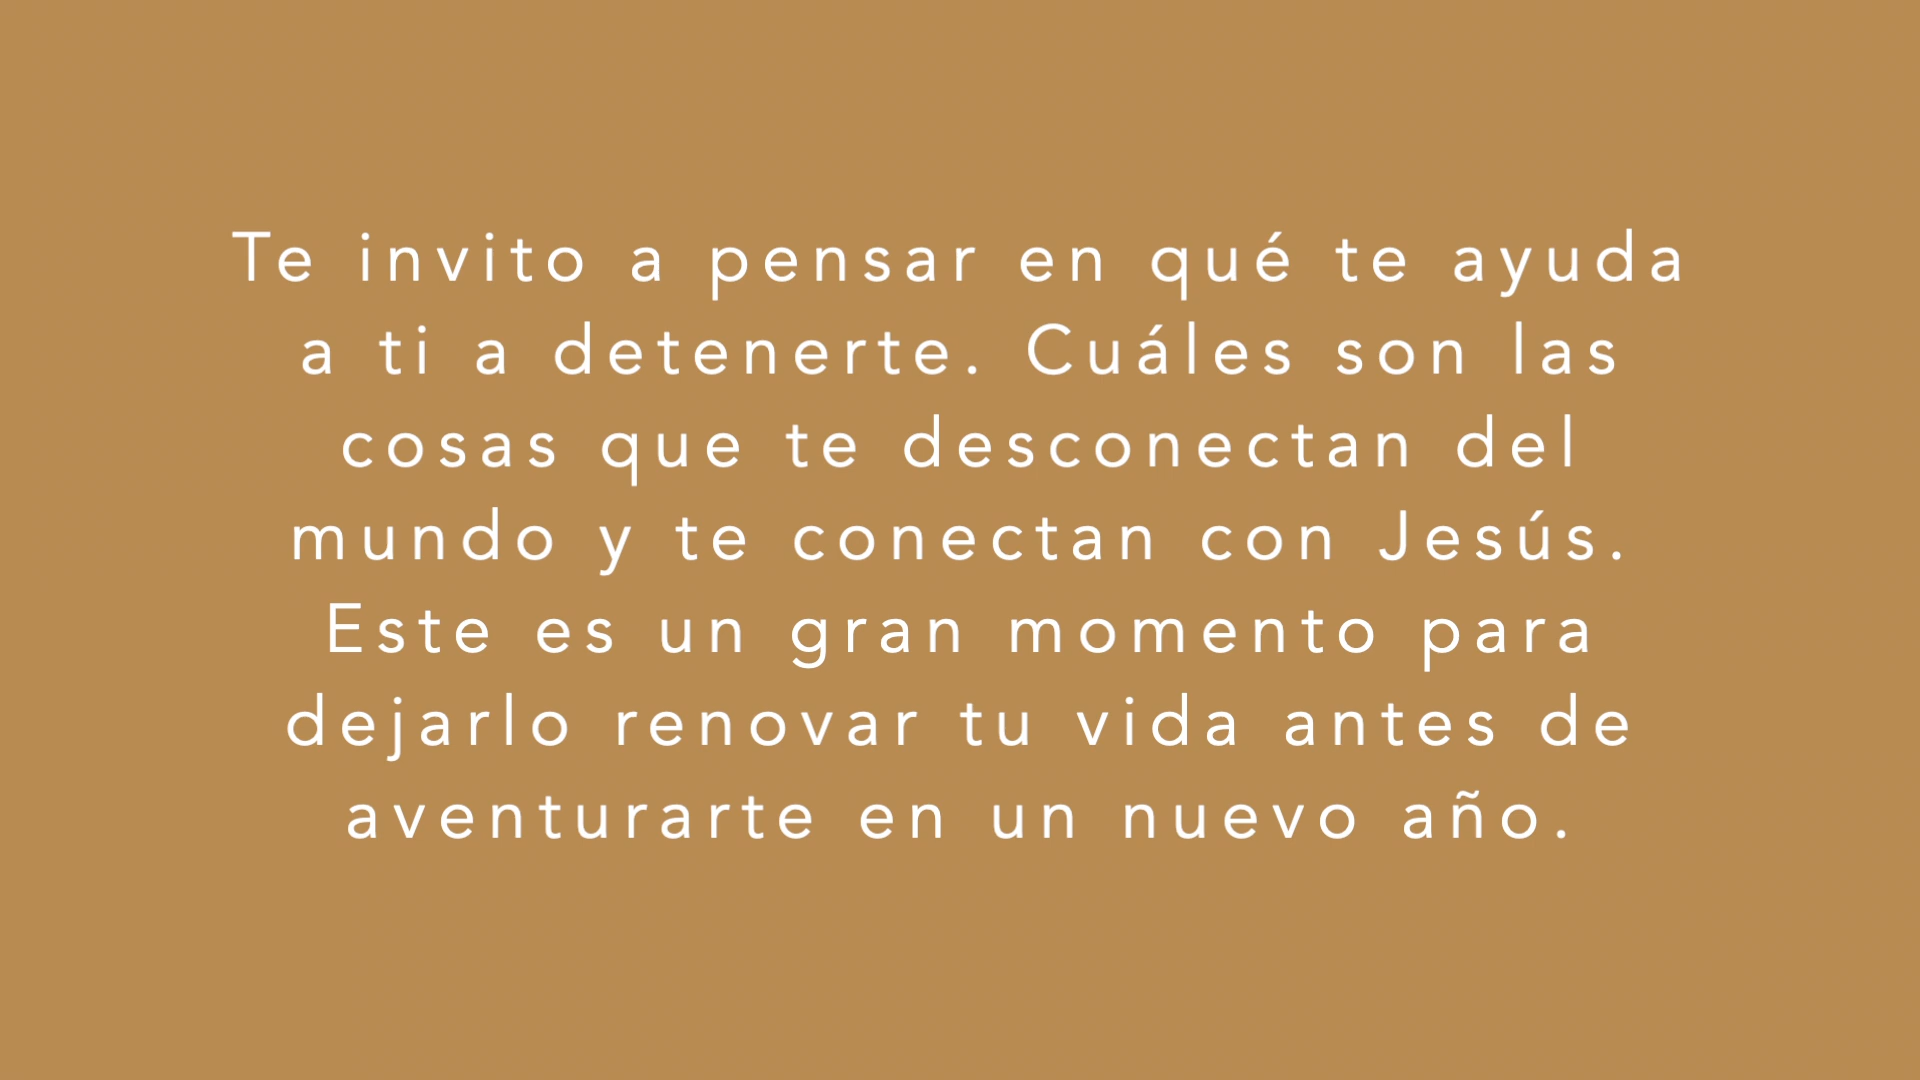 Te invito a pensar en qué te ayuda
a ti a detenerte. Cuáles son las
cosas que te desconectan del
mundo y te conectan con Jesús.
Este es un gran momento para
dejarlo renovar tu vida antes de
aventurarte en un nuevo año.